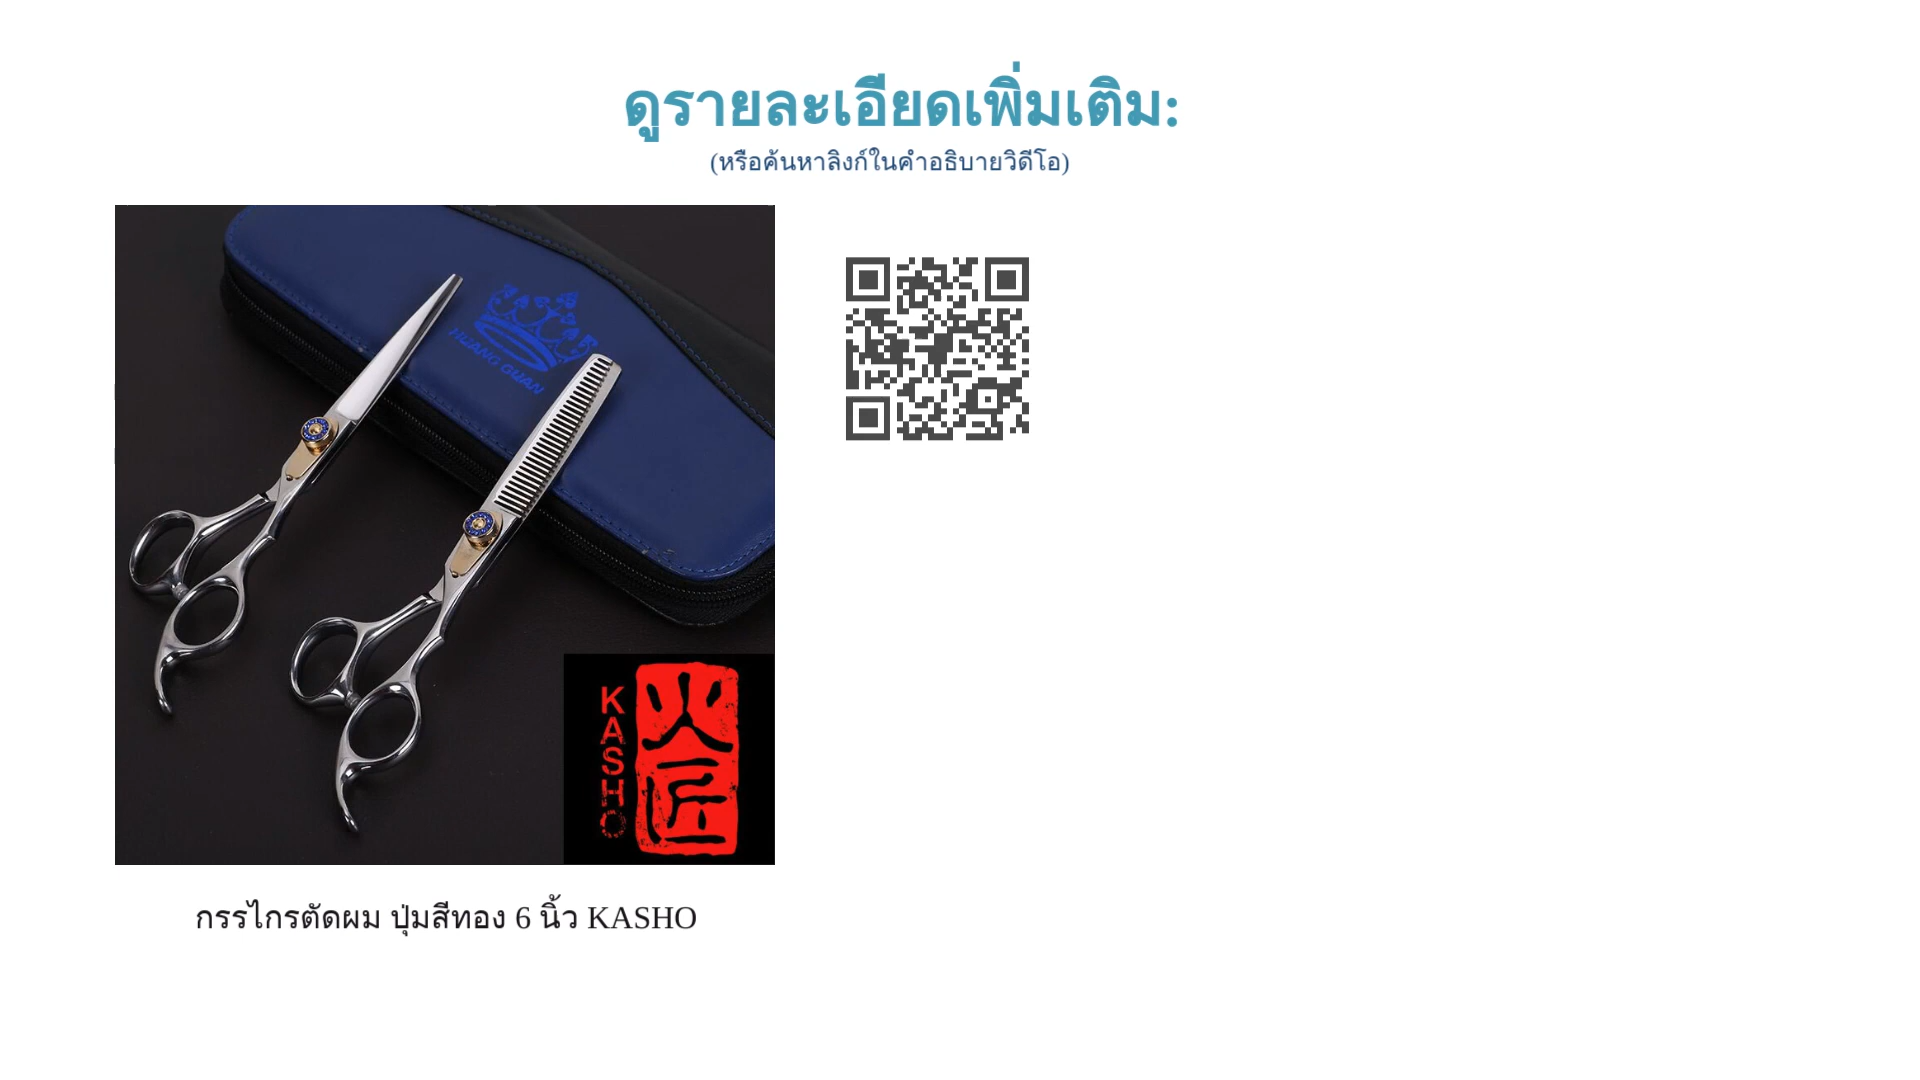 ดูรายละเอียดเพิ่มเติม:
(หรือค้นหาลิงก์ในคำอธิบายวิดีโอ)
HUANG GUAN
KASHO
火匠
กรรไกรตัดผม ปุ่มสีทอง 6 นิ้ว KASHO